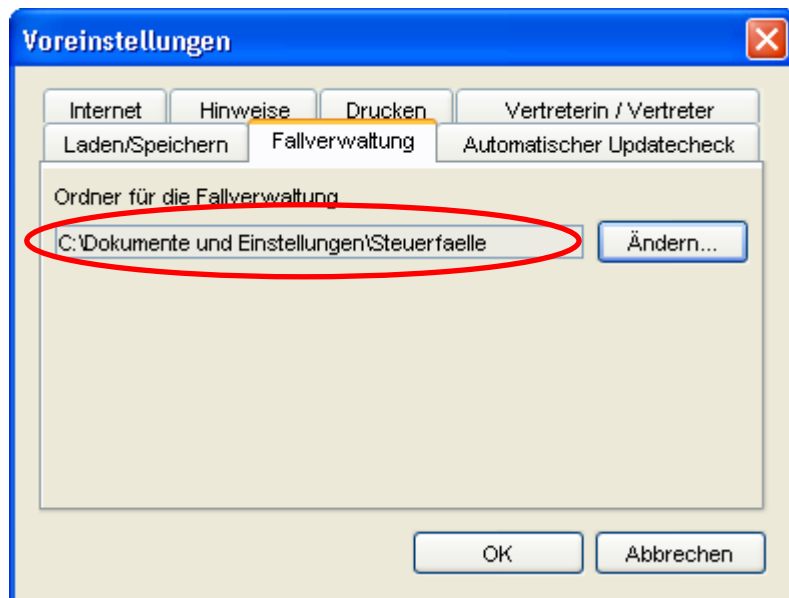 Voreinstellungen
Internet Hinweise Drucken Vertreterin / Vertreter
Laden/Speichern Fallverwaltung Automatischer Updatecheck
Ordner für die Fallverwaltung
C:\Dokumente und Einstellungen\Steuerfaelle Ändern...
OK Abbrechen